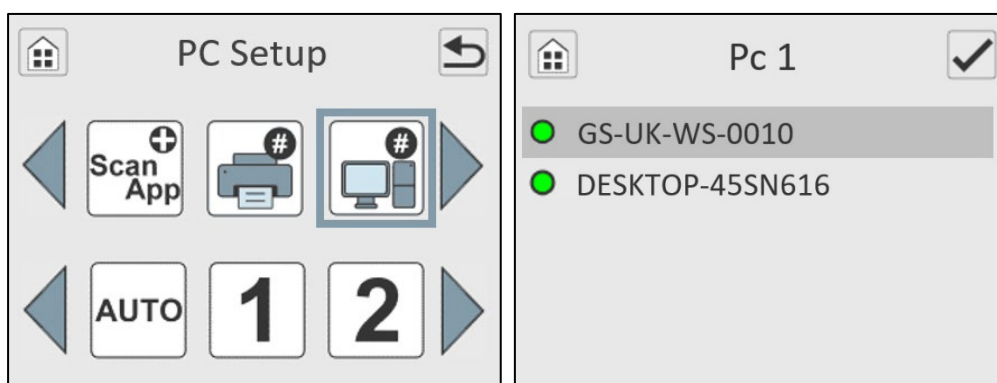 PC Setup
Scan
App
#
#
AUTO
1
2
Pc 1
GS-UK-WS-0010
DESKTOP-45SN616